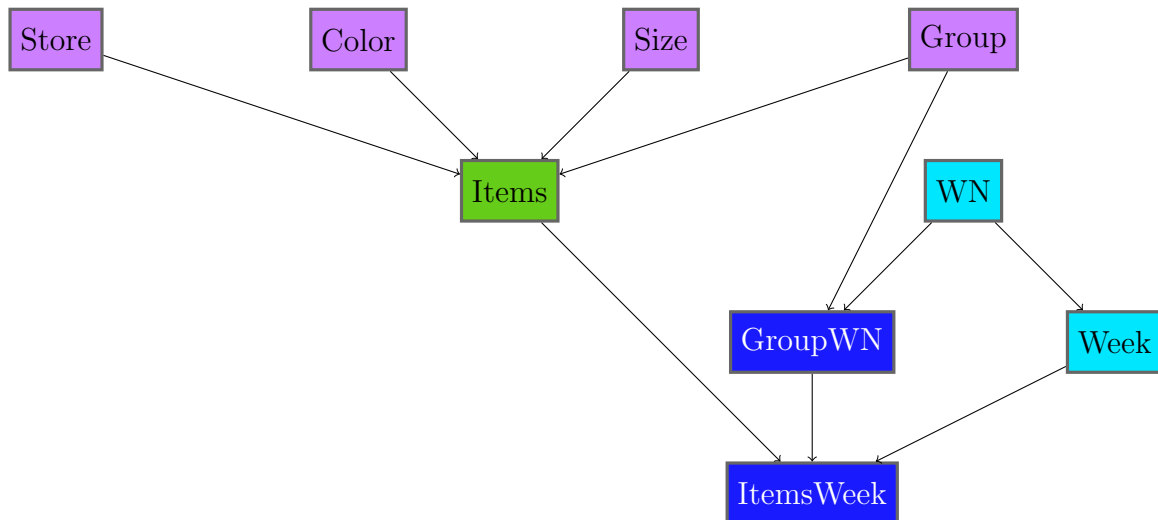 Store
Color
Size
Group
Items
WN
GroupWN
Week
ItemsWeek